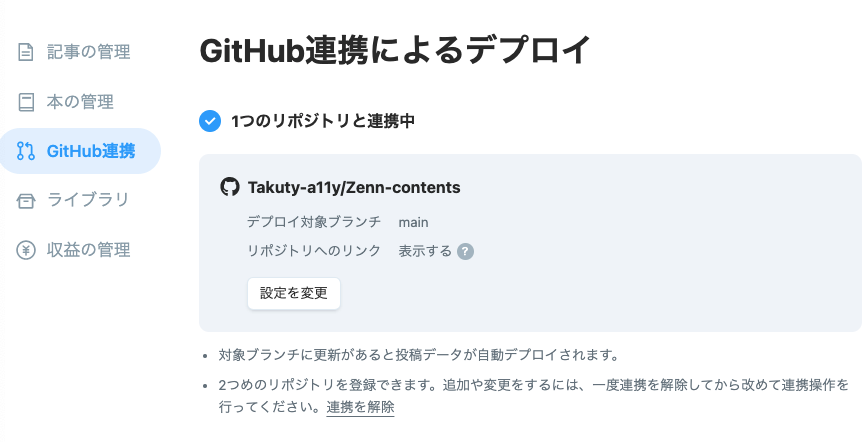 GitHub連携によるデプロイ
記事の管理
本の管理
GitHub連携
ライブラリ
収益の管理
1つのリポジトリと連携中
Takuty-a11y/Zenn-contents
デプロイ対象ブランチ main
リポジトリへのリンク 表示する ?
設定を変更
• 対象ブランチに更新があると投稿データが自動デプロイされます。
• 2つめのリポジトリを登録できます。追加や変更をするには、一度連携を解除してから改めて連携操作を
行ってください。連携を解除